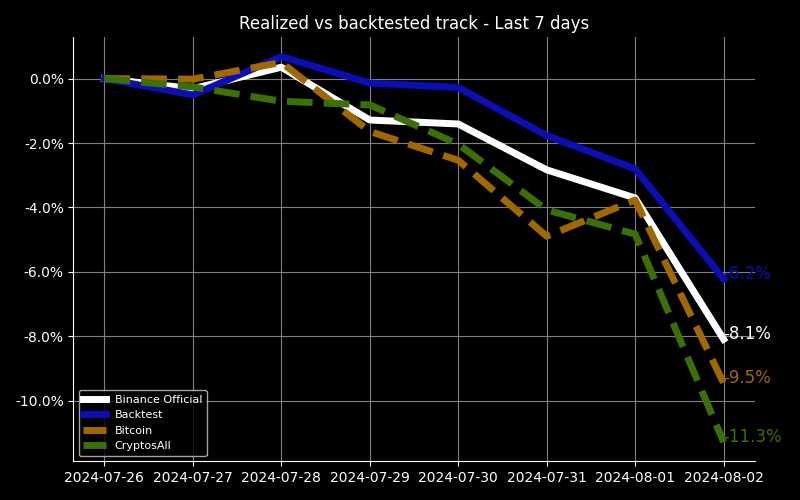 Realized vs backtested track - Last 7 days
0.0%
-2.0%
-4.0%
-6.0%
-8.0%
-10.0%
-6.2%
-8.1%
-9.5%
-11.3%
Binance Official
Backtest
Bitcoin
CryptosAll
2024-07-26 2024-07-27 2024-07-28 2024-07-29 2024-07-30 2024-07-31 2024-08-01 2024-08-02